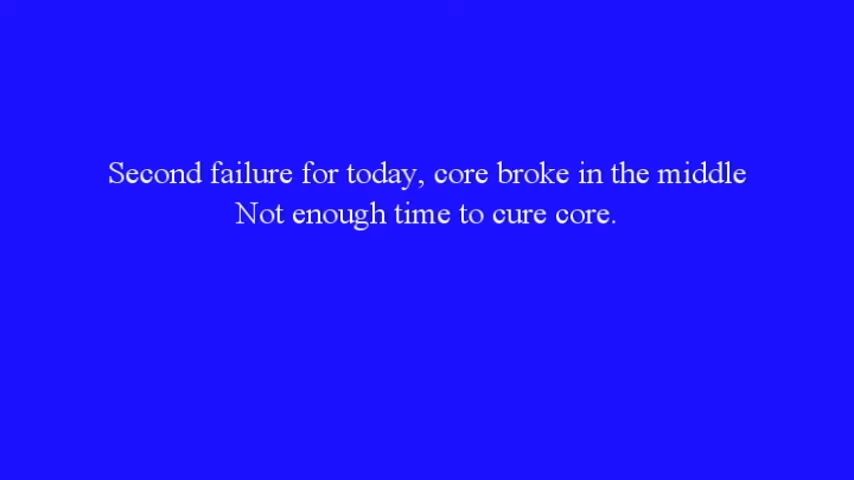 Second failure for today, core broke in the middle
Not enough time to cure core.